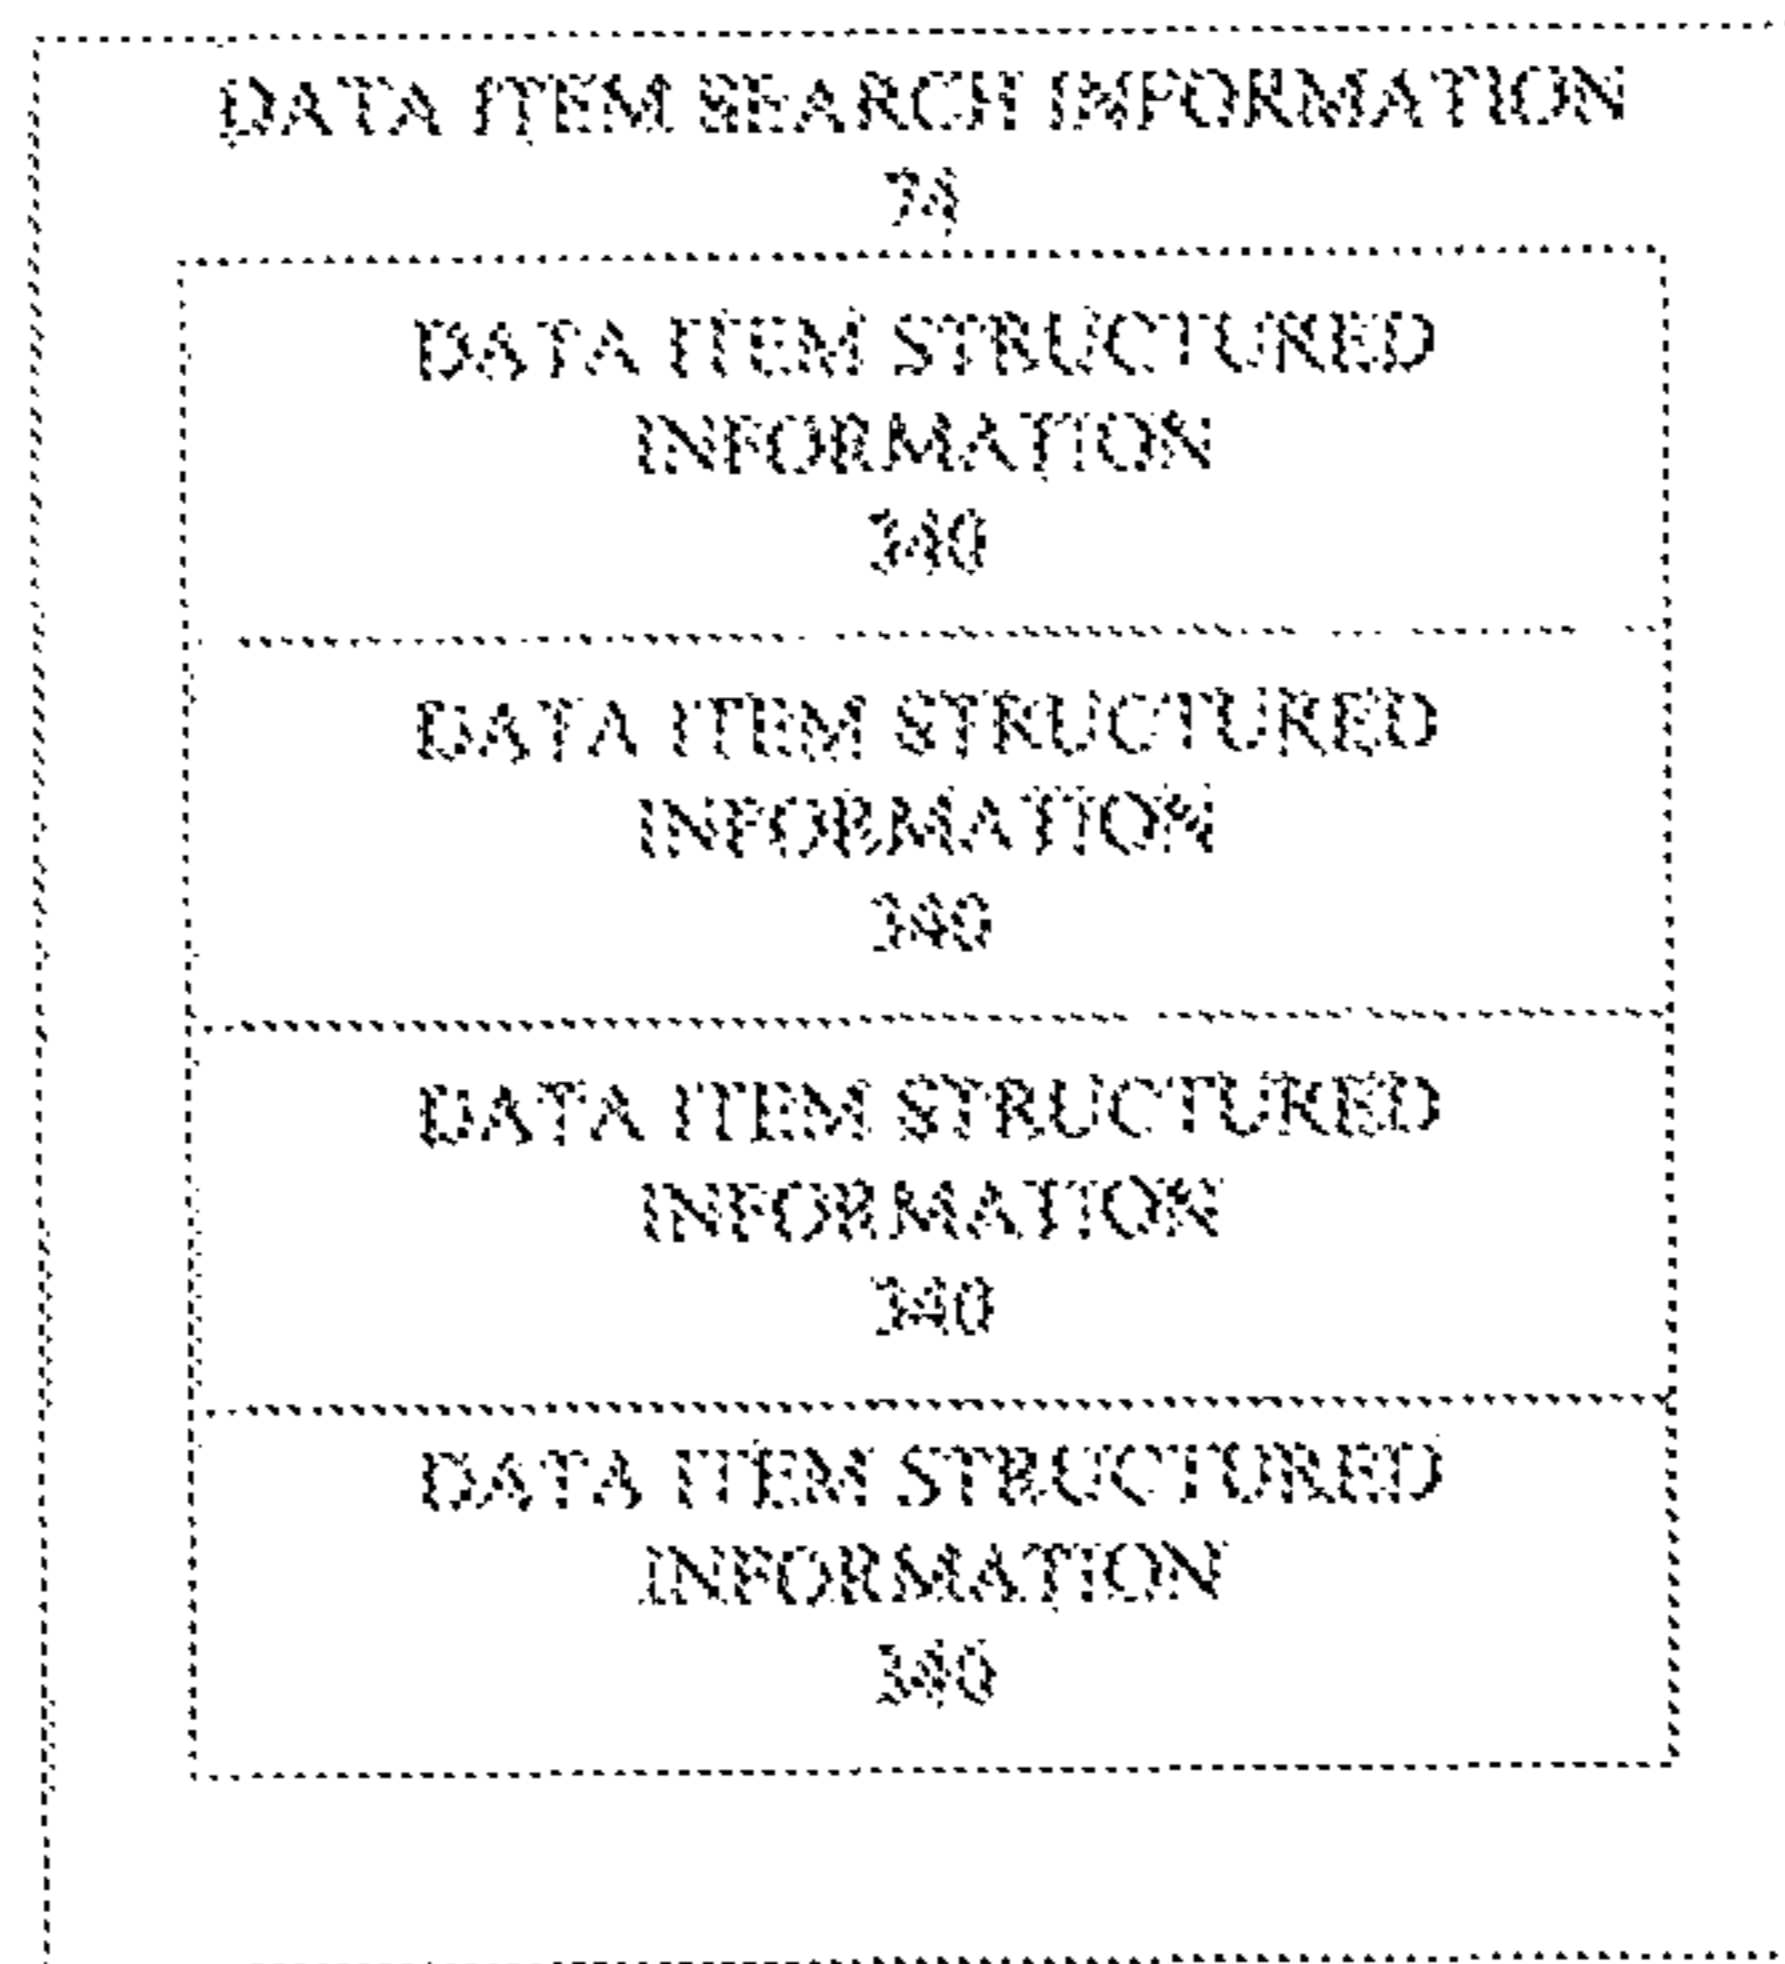 DATA ITEM SEARCH INFORMATION
74
DATA ITEM STRUCTURED
INFORMATION
340
DATA ITEM STRUCTURED
INFORMATION
340
DATA ITEM STRUCTURED
INFORMATION
340
DATA ITEM STRUCTURED
INFORMATION
340